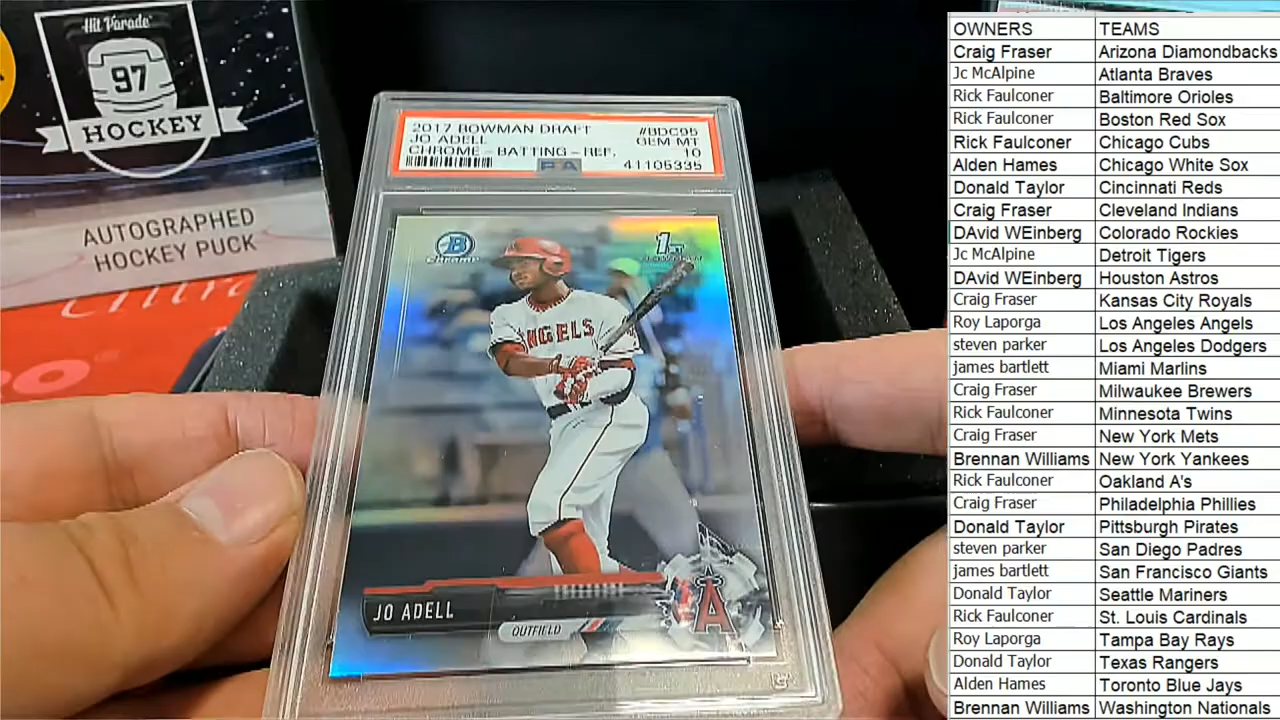 Hit Parade
97
HOCKEY
AUTOGRAPHED
HOCKEY PUCK
2017 BOWMAN DRAFT #BDC95
JO ADELL GEM MT
CHROME - BATTING - REF. 10
41105335
PSA
B
Chrome
1ST
BOWMAN
ANGELS
JO ADELL
OUTFIELD
A
OWNERS TEAMS
Craig Fraser Arizona Diamondbacks
Jc McAlpine Atlanta Braves
Rick Faulconer Baltimore Orioles
Rick Faulconer Boston Red Sox
Rick Faulconer Chicago Cubs
Alden Hames Chicago White Sox
Donald Taylor Cincinnati Reds
Craig Fraser Cleveland Indians
DAvid WEinberg Colorado Rockies
Jc McAlpine Detroit Tigers
DAvid WEinberg Houston Astros
Craig Fraser Kansas City Royals
Roy Laporga Los Angeles Angels
steven parker Los Angeles Dodgers
james bartlett Miami Marlins
Craig Fraser Milwaukee Brewers
Rick Faulconer Minnesota Twins
Craig Fraser New York Mets
Brennan Williams New York Yankees
Rick Faulconer Oakland A's
Craig Fraser Philadelphia Phillies
Donald Taylor Pittsburgh Pirates
steven parker San Diego Padres
james bartlett San Francisco Giants
Donald Taylor Seattle Mariners
Rick Faulconer St. Louis Cardinals
Roy Laporga Tampa Bay Rays
Donald Taylor Texas Rangers
Alden Hames Toronto Blue Jays
Brennan Williams Washington Nationals